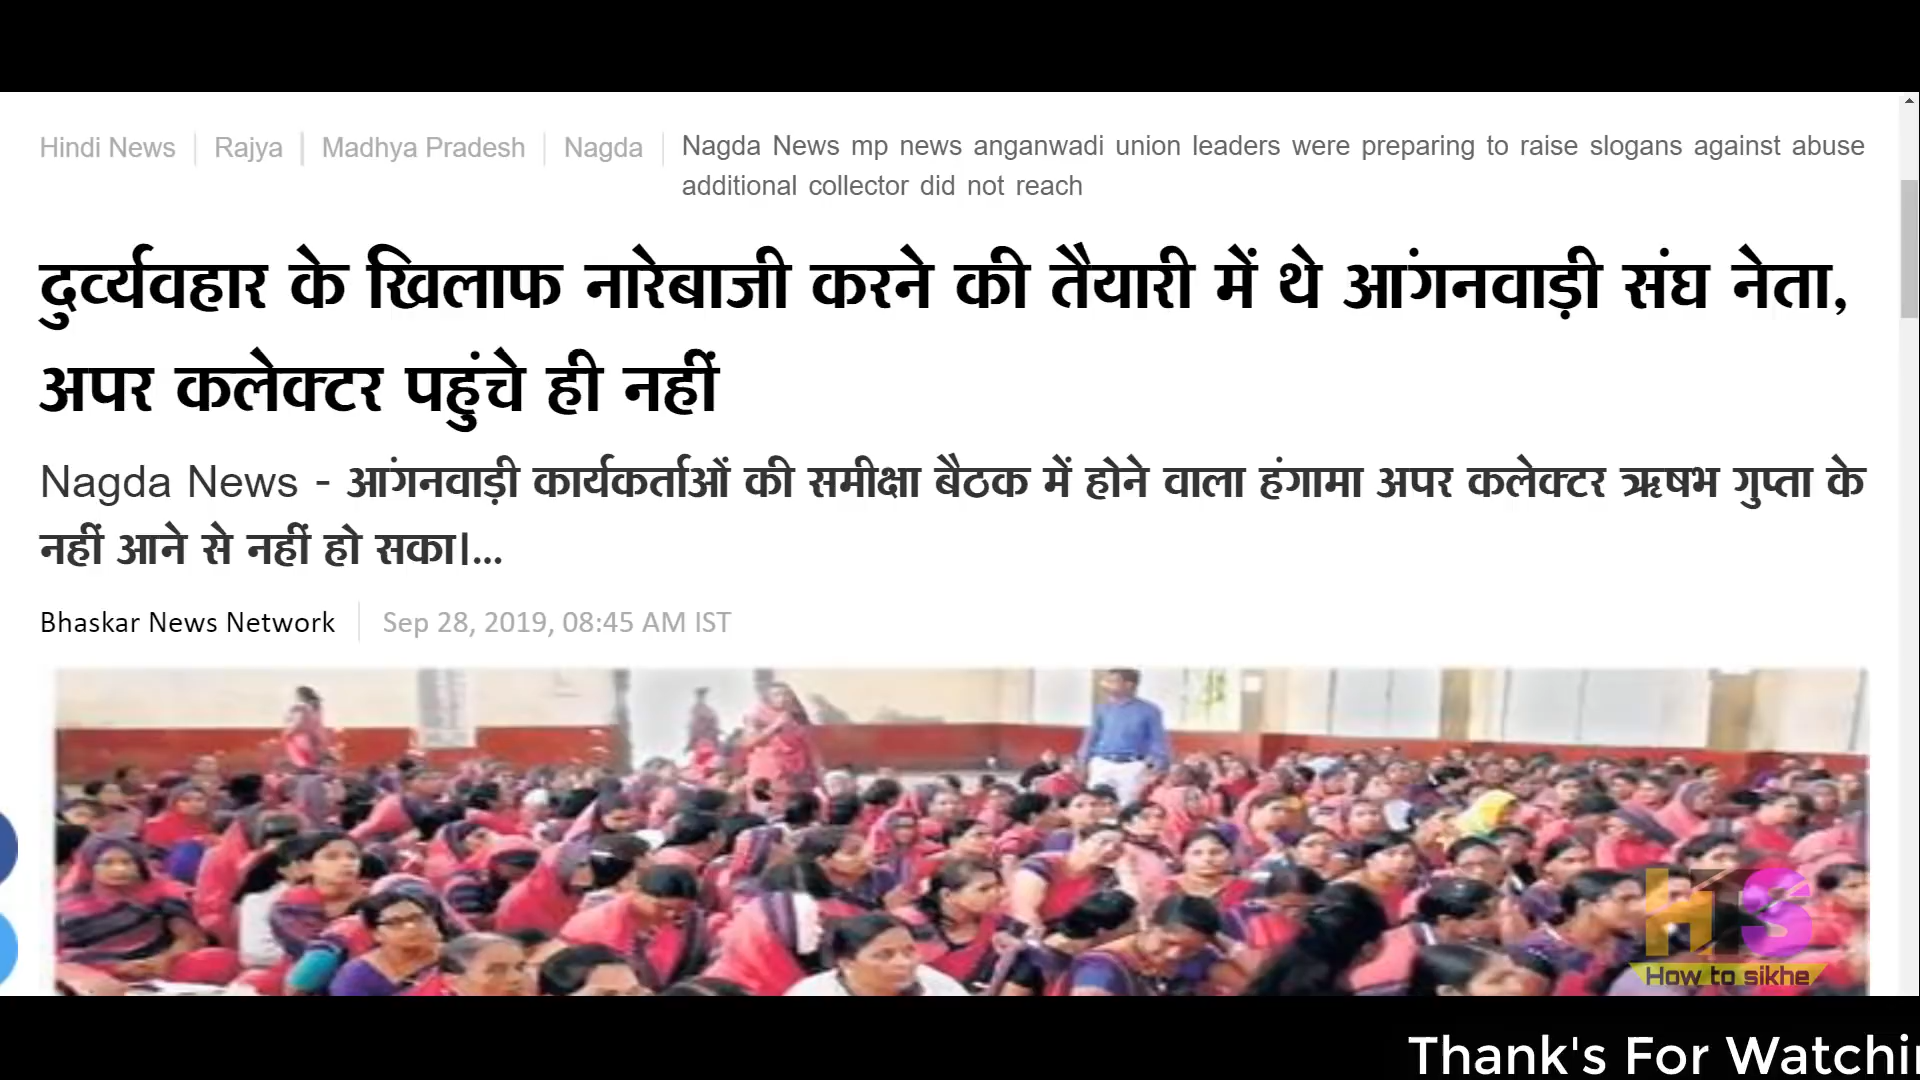 Hindi News | Rajya | Madhya Pradesh | Nagda | Nagda News mp news anganwadi union leaders were preparing to raise slogans against abuse
additional collector did not reach
दुर्व्यवहार के खिलाफ नारेबाजी करने की तैयारी में थे आंगनवाड़ी संघ नेता,
अपर कलेक्टर पहुंचे ही नहीं
Nagda News - आंगनवाड़ी कार्यकर्ताओं की समीक्षा बैठक में होने वाला हंगामा अपर कलेक्टर ऋषभ गुप्ता के
नहीं आने से नहीं हो सका।...
Bhaskar News Network | Sep 28, 2019, 08:45 AM IST
HTS
How to sikhe
Thank's For Watchin